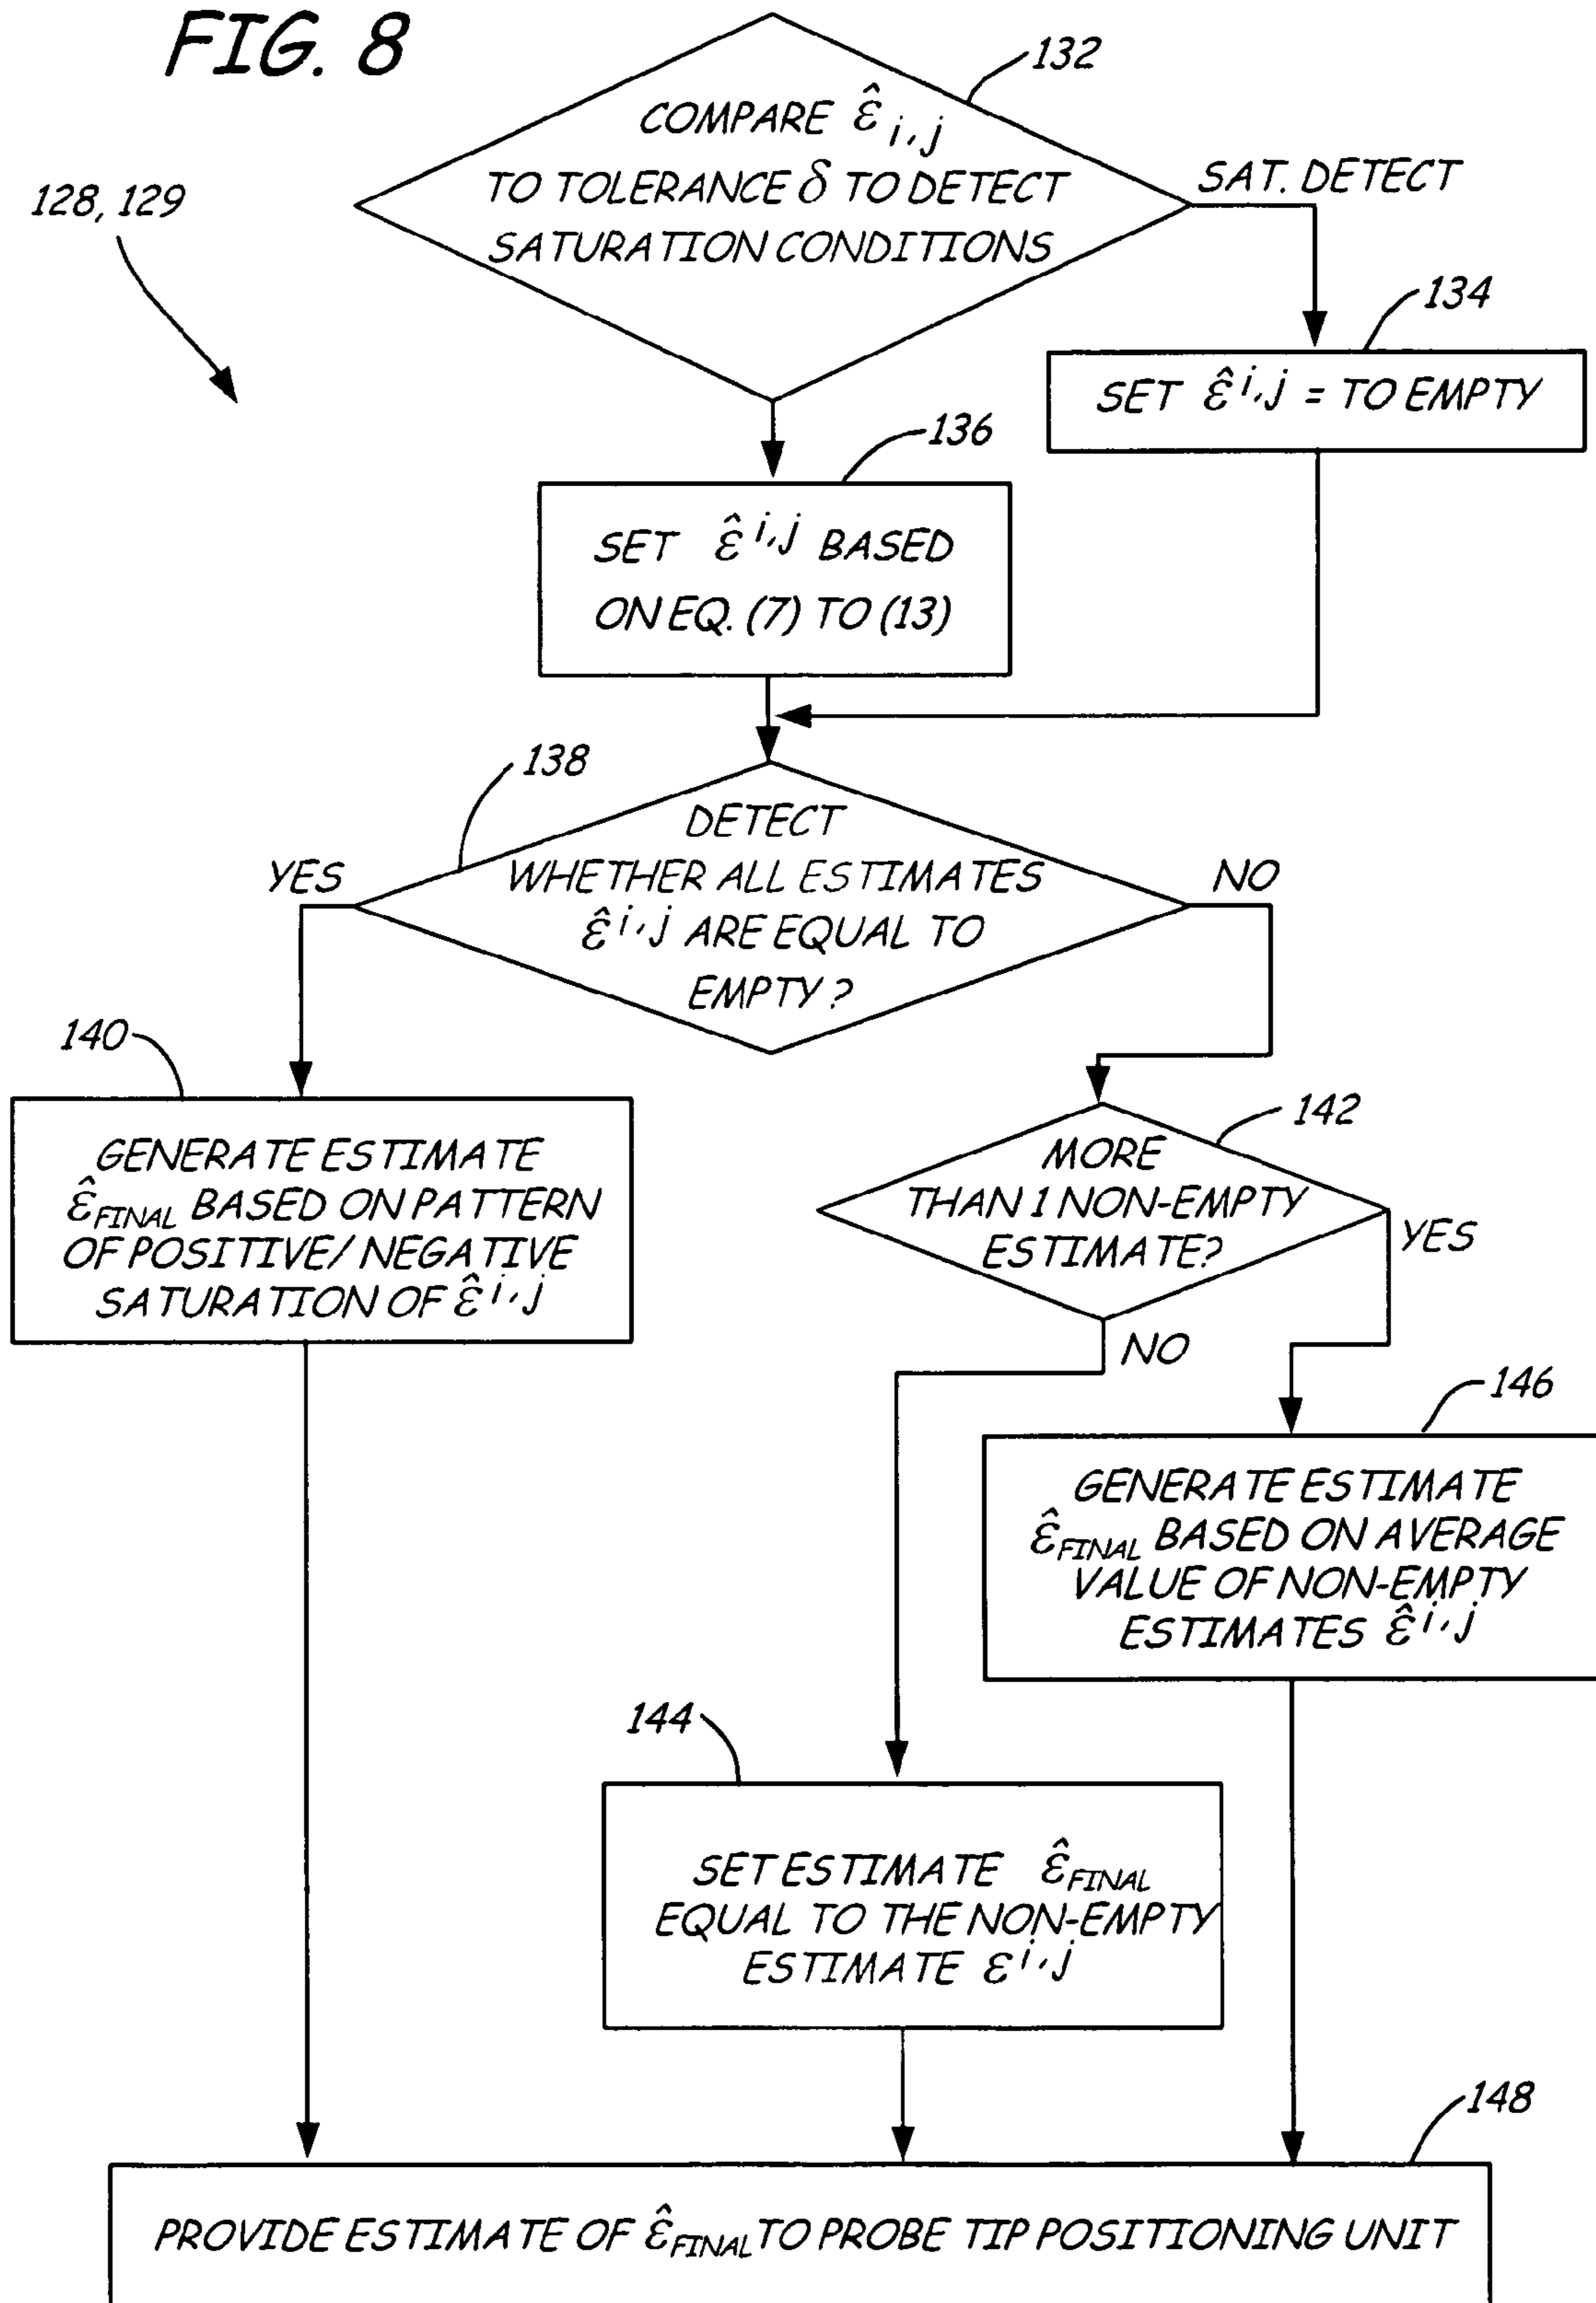 FIG. 8
132
COMPARE ε̂ i,j
TO TOLERANCE δ TO DETECT
SATURATION CONDITIONS
SAT. DETECT
128, 129
134
SET ε̂ i,j = TO EMPTY
136
SET ε̂ i,j BASED
ON EQ. (7) TO (13)
138
DETECT
WHETHER ALL ESTIMATES
ε̂ i,j ARE EQUAL TO
EMPTY?
YES
NO
140
GENERATE ESTIMATE
ε̂FINAL BASED ON PATTERN
OF POSITIVE/NEGATIVE
SATURATION OF ε̂ i,j
142
MORE
THAN 1 NON-EMPTY
ESTIMATE?
YES
NO
146
GENERATE ESTIMATE
ε̂FINAL BASED ON AVERAGE
VALUE OF NON-EMPTY
ESTIMATES ε̂ i,j
144
SET ESTIMATE ε̂FINAL
EQUAL TO THE NON-EMPTY
ESTIMATE ε i,j
148
PROVIDE ESTIMATE OF ε̂FINAL TO PROBE TIP POSITIONING UNIT